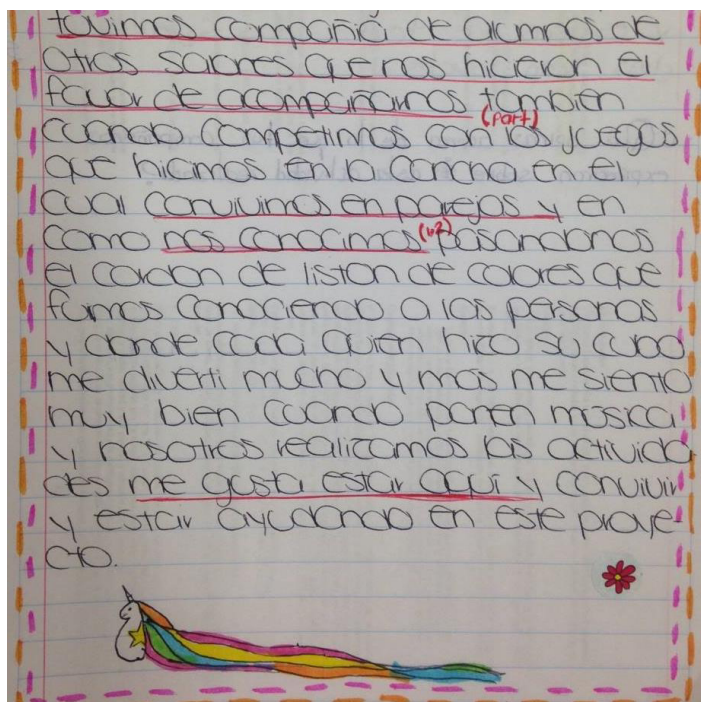 tuvimos compañia de alumnos de
otros salones que nos hiceron el
favor de acompañarnos también
(part)
cuando competimos con los juegos
que hicimos en la cancha en el
cual convivimos en parejas y en
como nos conocimos (v2) pasandonos
el cordon de liston de colores que
fuimos conociendo a las personas
y donde cada quien hizo su cubo,
me diverti mucho y mas me siento
muy bien cuando ponen musica
y nosotros realizamos las activida
des me gusta estar aqui y convivir
y estar ayudando en este proye-
cto.